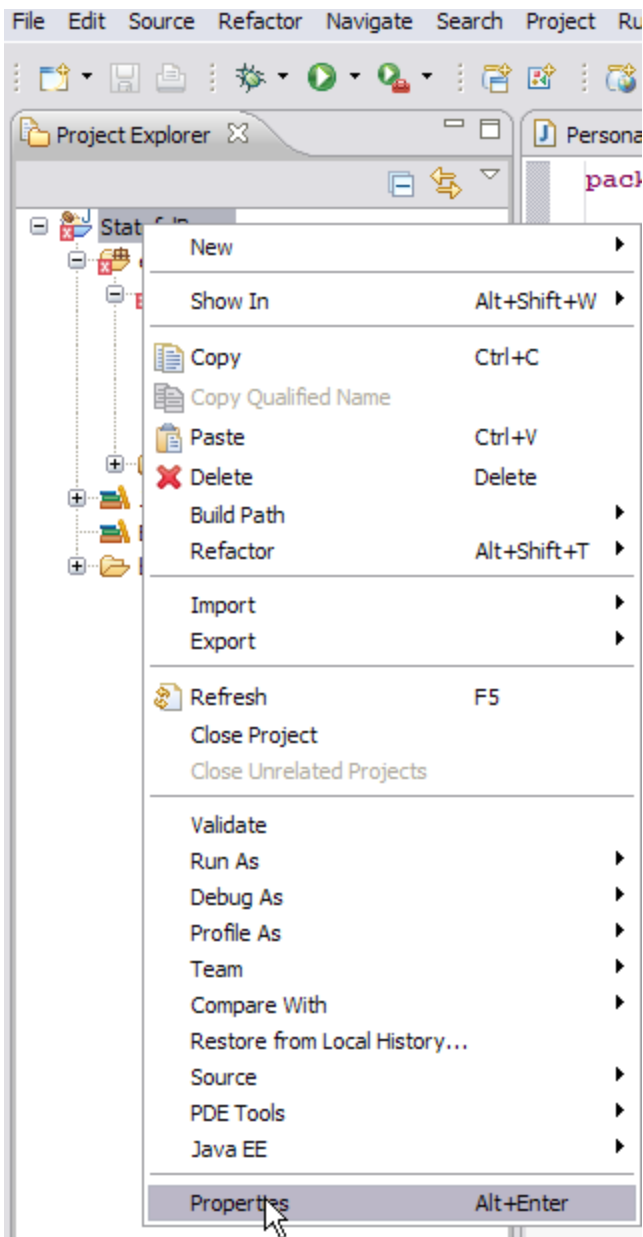 File Edit Source Refactor Navigate Search Project Ru
Project Explorer
Persona
pack
New
Show In Alt+Shift+W
Copy Ctrl+C
Copy Qualified Name
Paste Ctrl+V
Delete Delete
Build Path
Refactor Alt+Shift+T
Import
Export
Refresh F5
Close Project
Close Unrelated Projects
Validate
Run As
Debug As
Profile As
Team
Compare With
Restore from Local History...
Source
PDE Tools
Java EE
Properties Alt+Enter